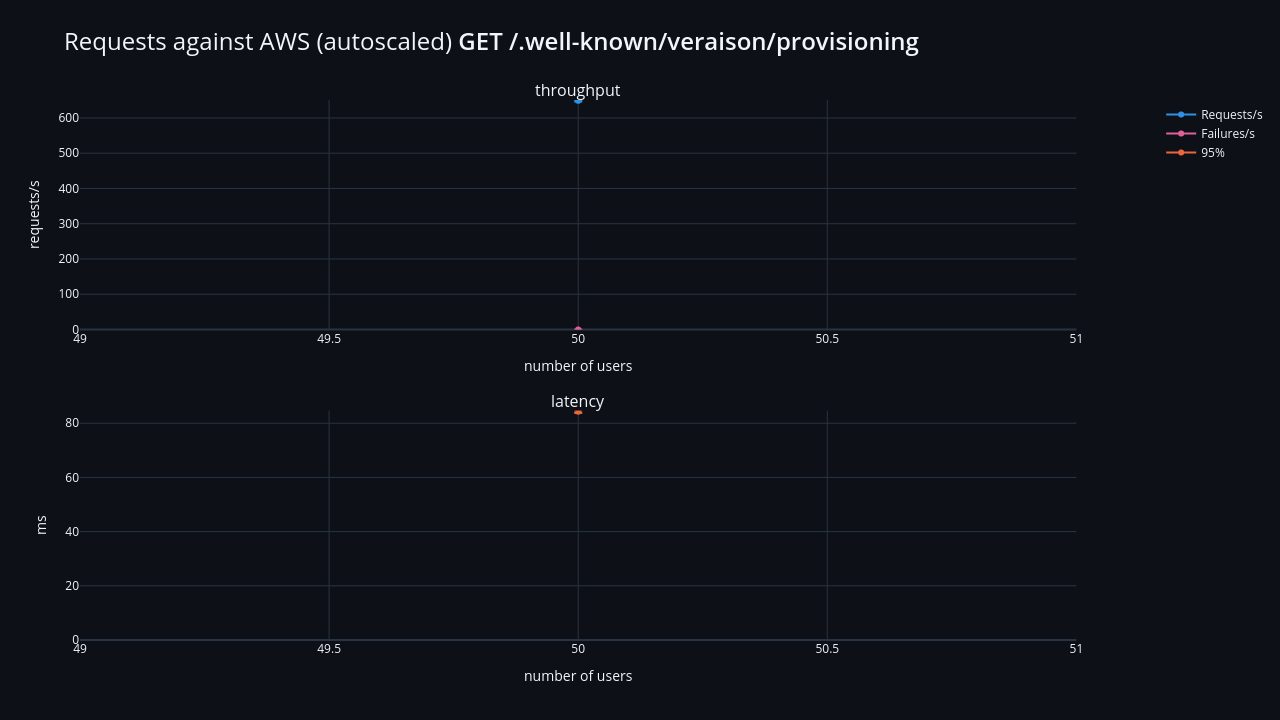 Requests against AWS (autoscaled) GET /.well-known/veraison/provisioning
throughput
Requests/s
Failures/s
95%
requests/s
600
500
400
300
200
100
0
49
49.5
50
50.5
51
number of users
latency
ms
80
60
40
20
0
49
49.5
50
50.5
51
number of users